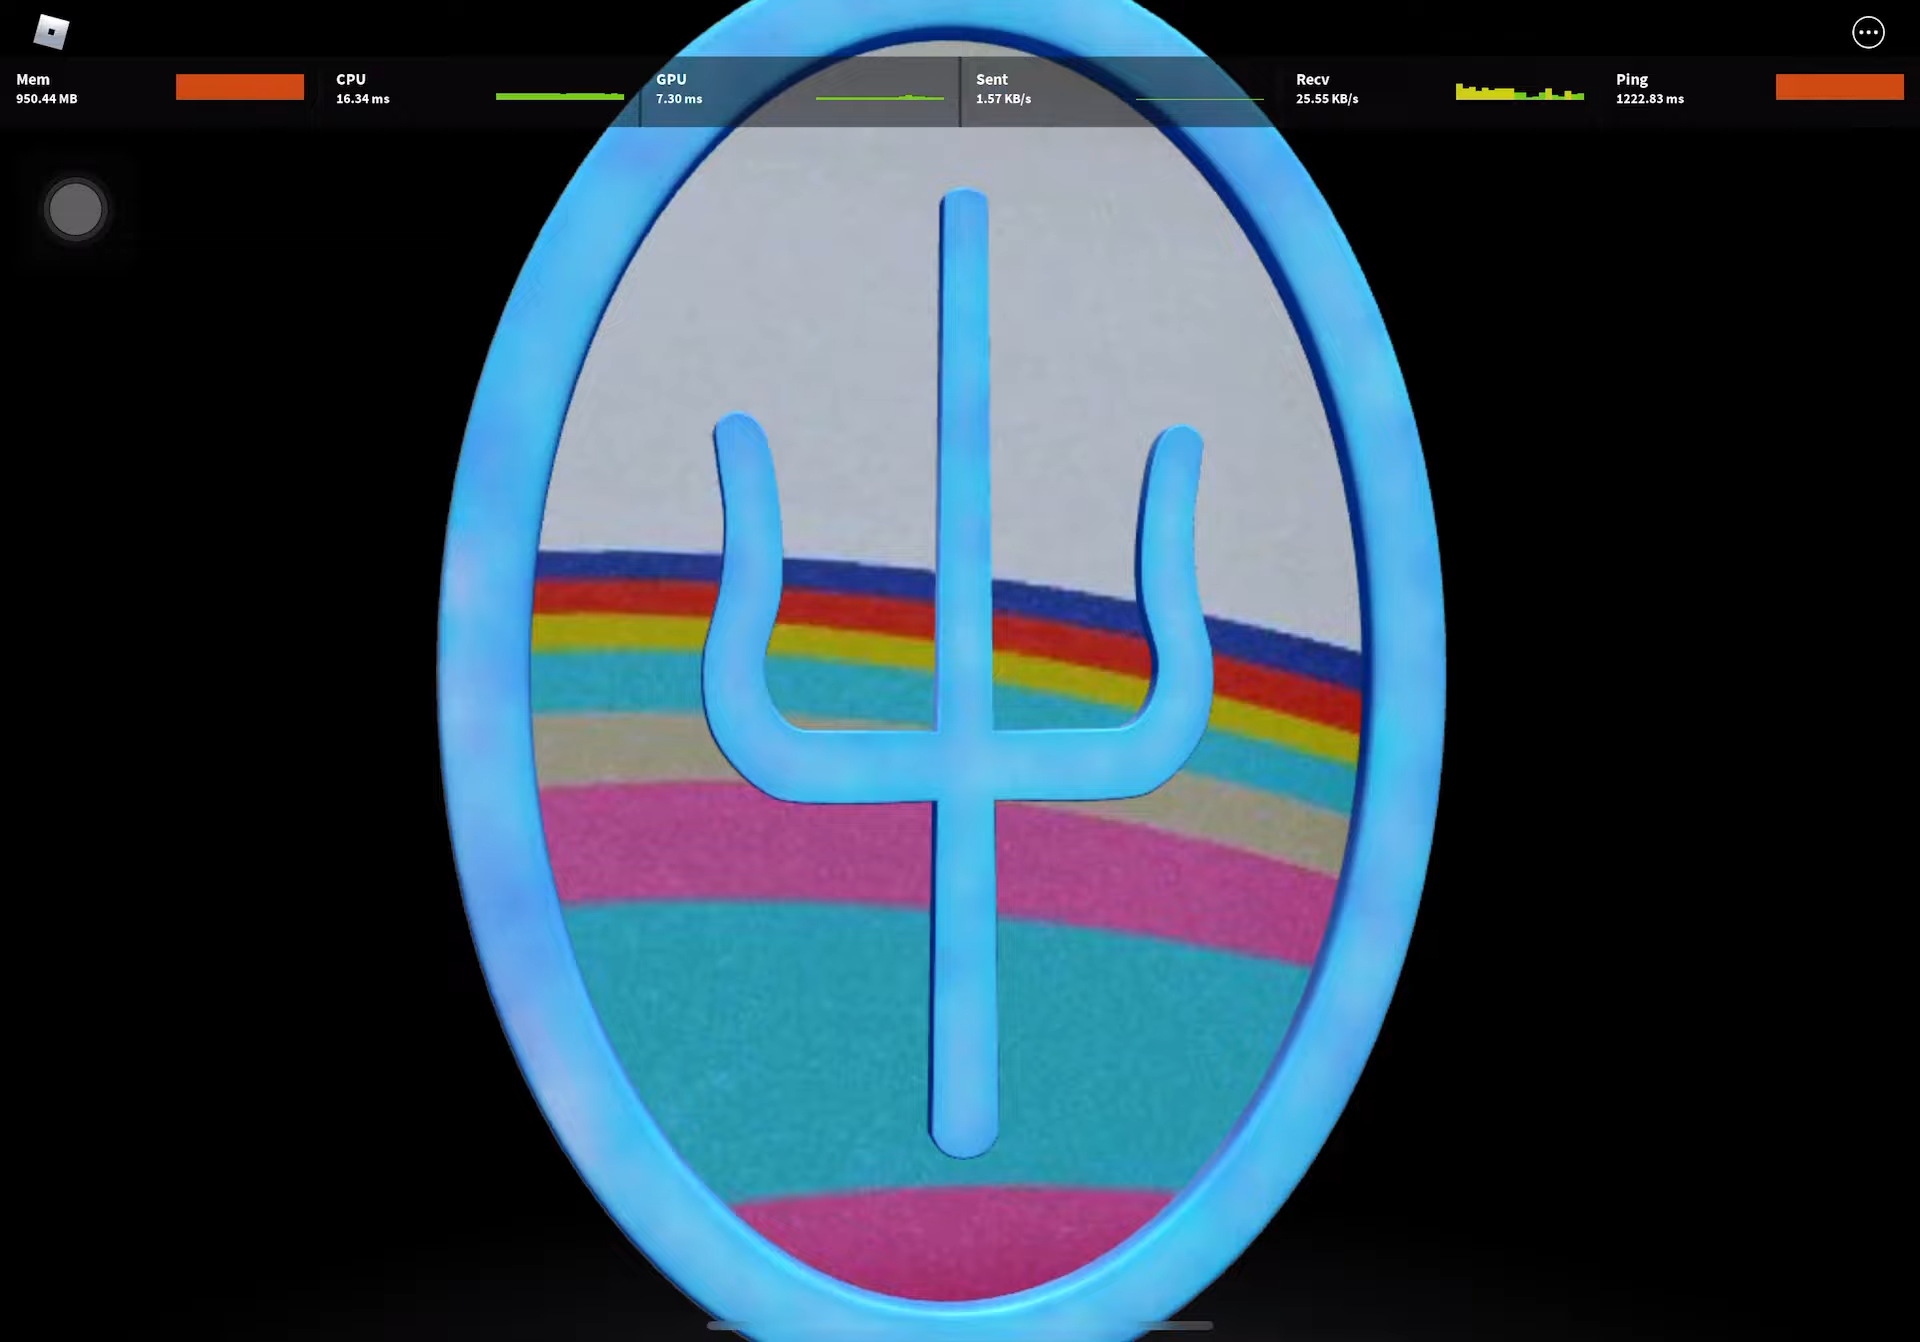 Mem
950.44 MB
CPU
16.34 ms
GPU
7.30 ms
Sent
1.57 KB/s
Recv
25.55 KB/s
Ping
1222.83 ms